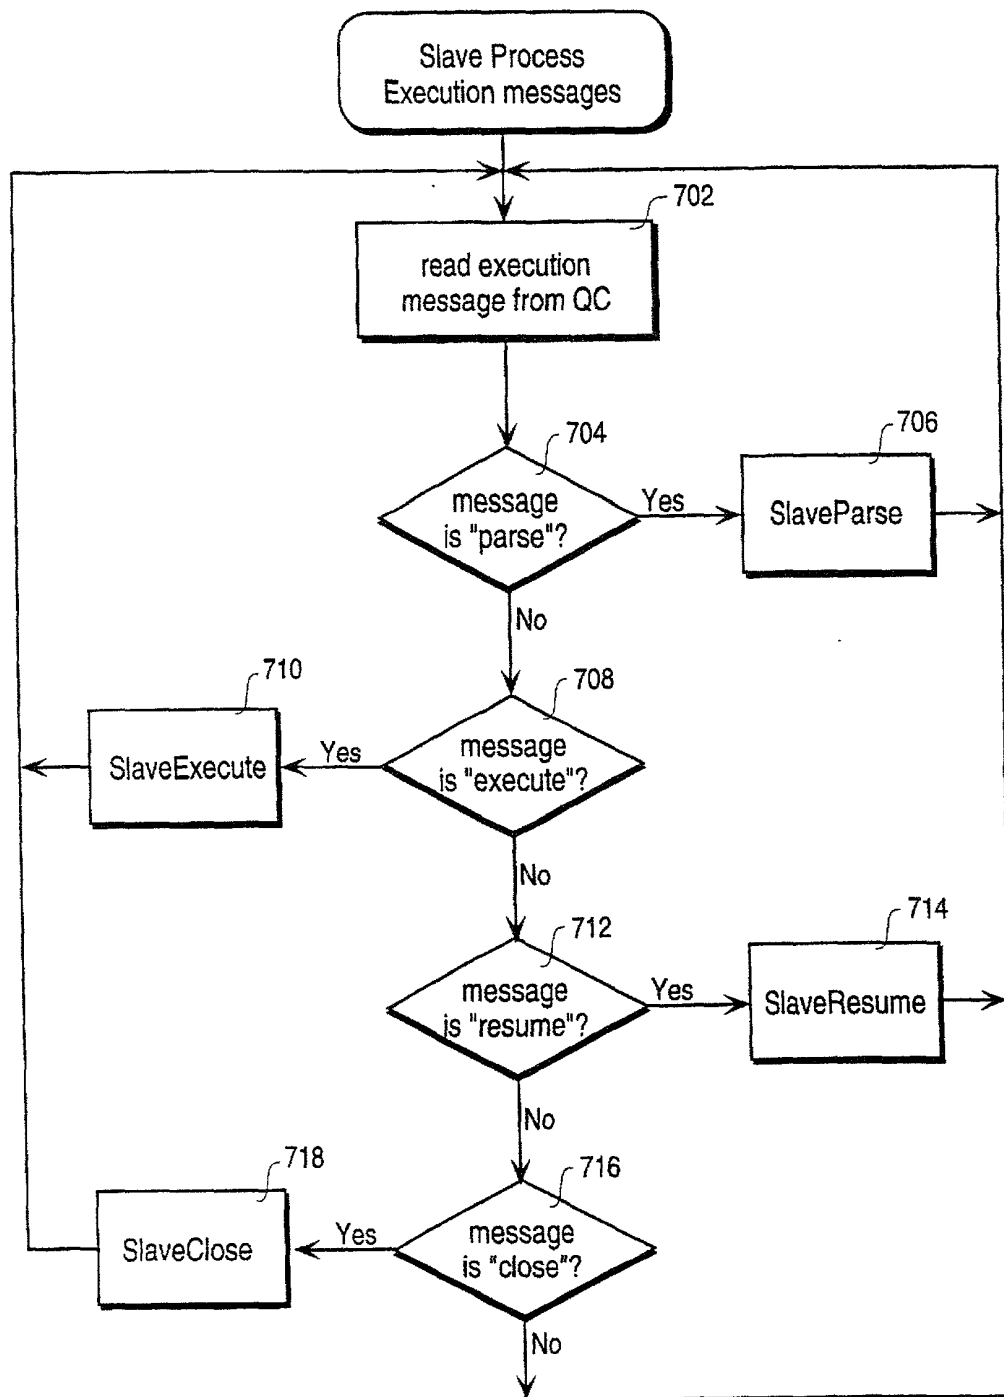 Slave Process
Execution messages
702
read execution
message from QC
704
message
is "parse"?
Yes
706
SlaveParse
No
708
message
is "execute"?
Yes
710
SlaveExecute
No
712
message
is "resume"?
Yes
714
SlaveResume
No
716
message
is "close"?
Yes
718
SlaveClose
No